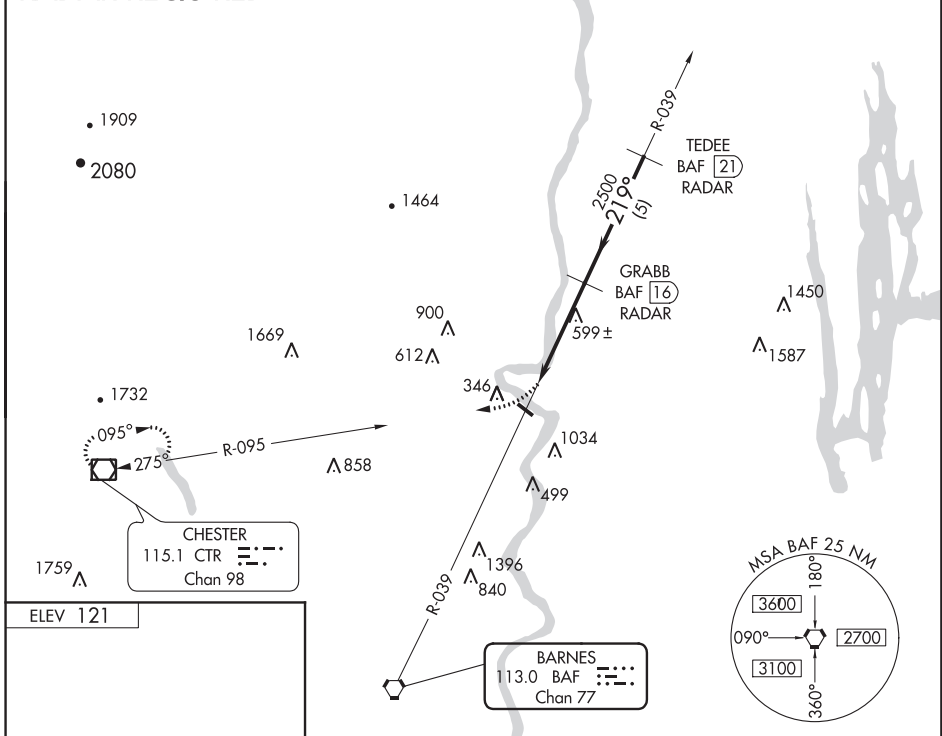 R-039
1909
TEDEE
BAF 21
RADAR
2080
2500
219°
(5)
1464
GRABB
BAF 16
RADAR
1450
900
599±
1669
612
1587
346
1732
095°
R-095
1034
275°
858
499
CHESTER
115.1 CTR
Chan 98
1396
1759
840
R-039
ELEV 121
BARNES
113.0 BAF
Chan 77
MSA BAF 25 NM
180°
3600
090°
2700
3100
360°